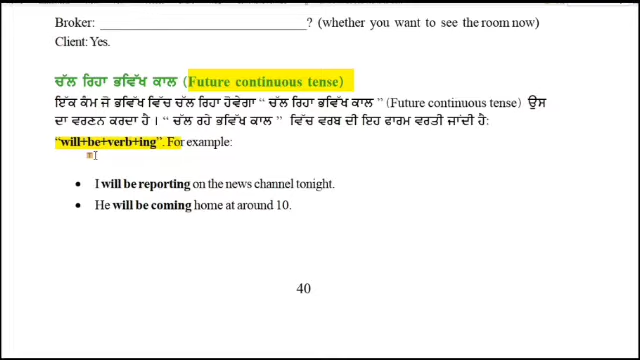 Broker: ______________________________________? (whether you want to see the room now)
Client: Yes.
ਚੱਲ ਰਿਹਾ ਭਵਿੱਖ ਕਾਲ (Future continuous tense)
ਇੱਕ ਕੰਮ ਜੋ ਭਵਿੱਖ ਵਿੱਚ ਚੱਲ ਰਿਹਾ ਹੋਵੇਗਾ “ ਚੱਲ ਰਿਹਾ ਭਵਿੱਖ ਕਾਲ ” (Future continuous tense) ਉਸ
ਦਾ ਵਰਣਨ ਕਰਦਾ ਹੈ । “ ਚੱਲ ਰਹੇ ਭਵਿੱਖ ਕਾਲ ” ਵਿੱਚ ਵਰਬ ਦੀ ਇਹ ਫਾਰਮ ਵਰਤੀ ਜਾਂਦੀ ਹੈ:
“will+be+verb+ing”. For example:
• I will be reporting on the news channel tonight.
• He will be coming home at around 10.
40